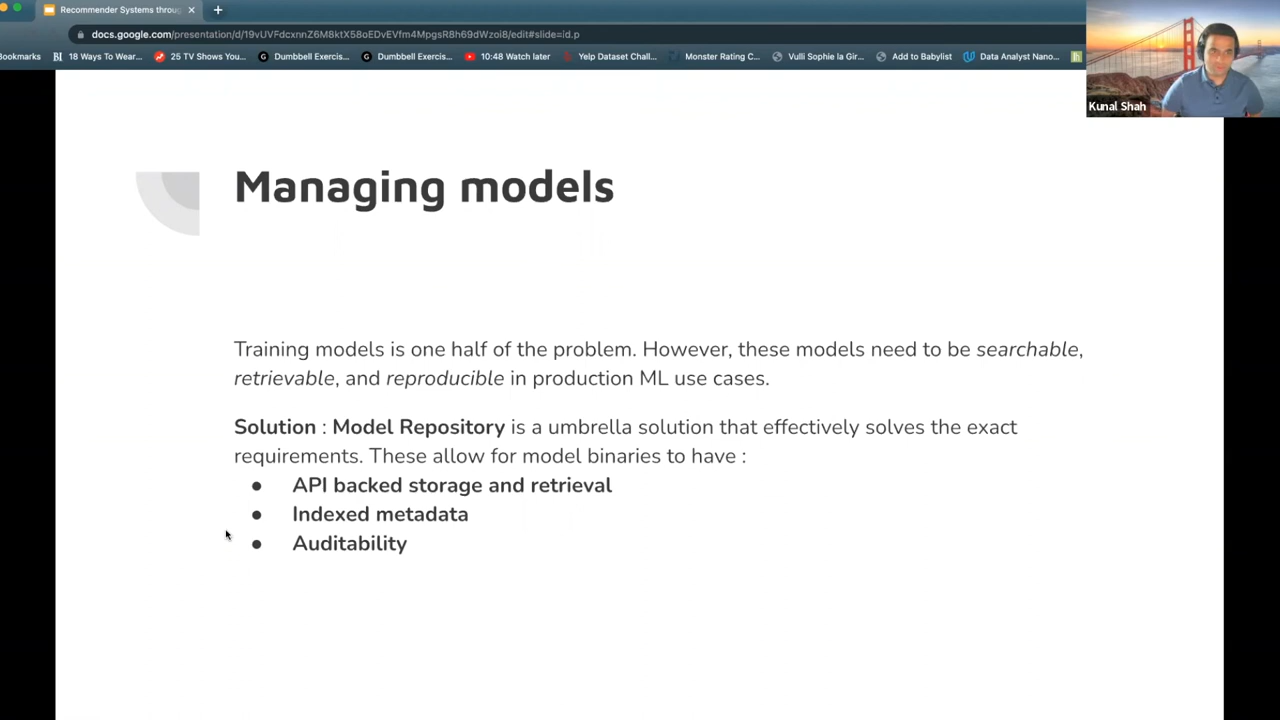 Recommender Systems throu
docs.google.com/presentation/d/19vUVFdcxnnZ6M8ktX58oEDvEVfm4MpgsR8h69dWzoi8/edit#slide=id.p
Bookmarks 18 Ways To Wear... 25 TV Shows You... Dumbbell Exercis... Dumbbell Exercis... 10:48 Watch later Yelp Dataset Chall... Monster Rating C... Vulli Sophie la Gir... Add to Babylist Data Analyst Nano...
Kunal Shah
Managing models
Training models is one half of the problem. However, these models need to be searchable,
retrievable, and reproducible in production ML use cases.
Solution : Model Repository is a umbrella solution that effectively solves the exact
requirements. These allow for model binaries to have :
● API backed storage and retrieval
● Indexed metadata
● Auditability